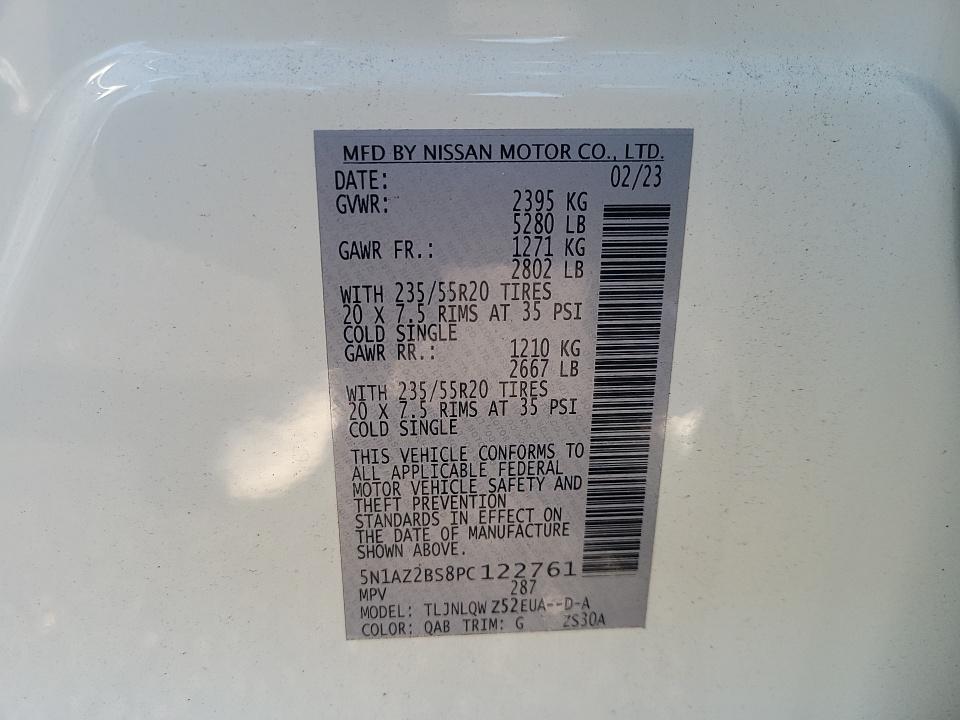 MFD BY NISSAN MOTOR CO., LTD.
DATE: 02/23
GVWR: 2395 KG
5280 LB
GAWR FR.: 1271 KG
2802 LB
WITH 235/55R20 TIRES
20 X 7.5 RIMS AT 35 PSI
COLD SINGLE
GAWR RR.: 1210 KG
2667 LB
WITH 235/55R20 TIRES
20 X 7.5 RIMS AT 35 PSI
COLD SINGLE
THIS VEHICLE CONFORMS TO
ALL APPLICABLE FEDERAL
MOTOR VEHICLE SAFETY AND
THEFT PREVENTION
STANDARDS IN EFFECT ON
THE DATE OF MANUFACTURE
SHOWN ABOVE.
5N1AZ2BS8PC122761
MPV 287
MODEL: TLJNLQW Z52EUA--D-A
COLOR: QAB TRIM: G ZS30A